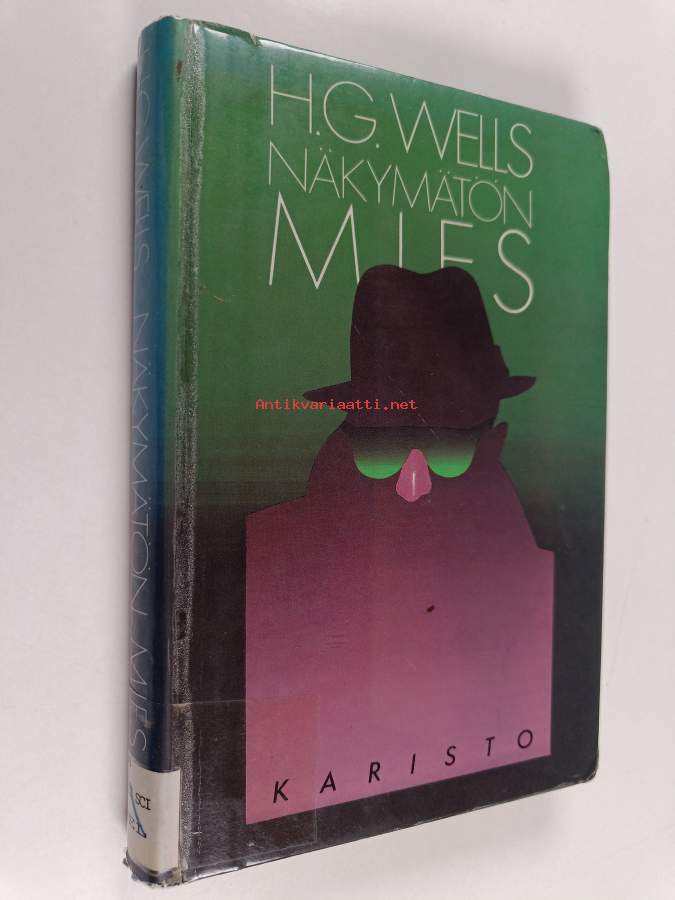 H.G. WELLS
NÄKYMÄTÖN
MIES
Antikvariaatti.net
KARISTO
H.G. WELLS NÄKYMÄTÖN MIES
SCI